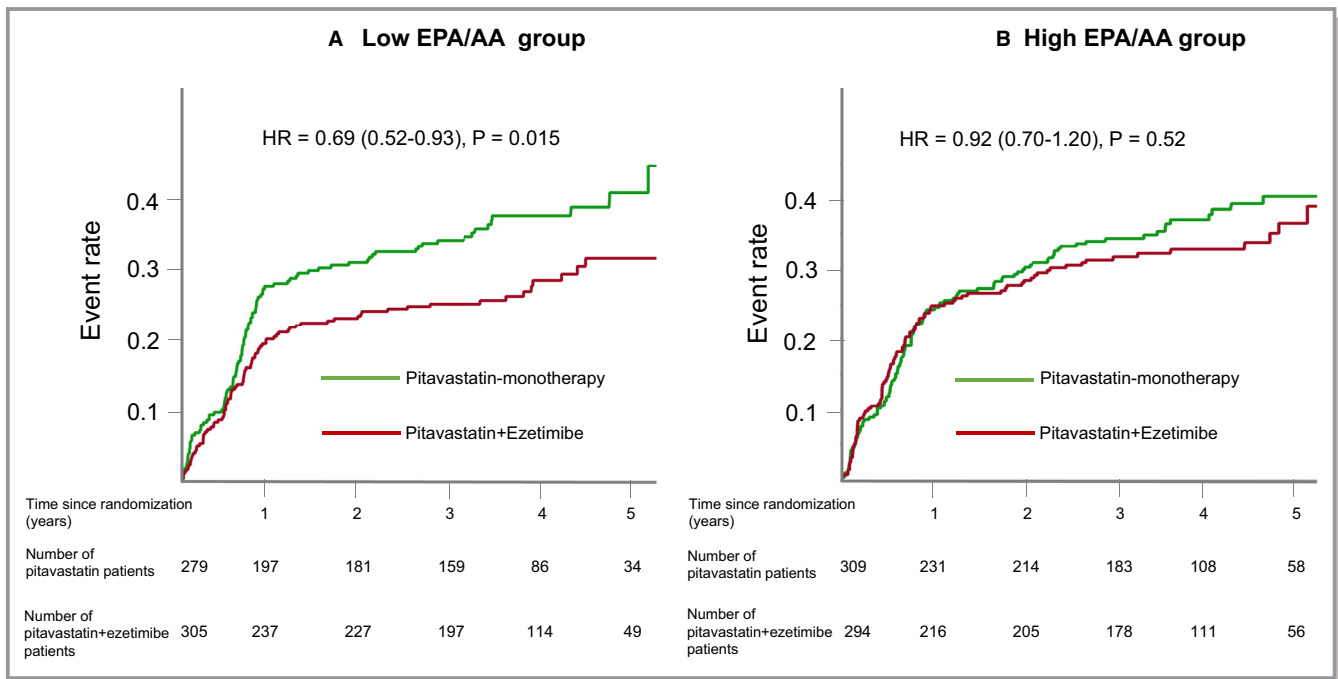 A Low EPA/AA group
HR = 0.69 (0.52-0.93), P = 0.015
Event rate
0.4
0.3
0.2
0.1
Pitavastatin-monotherapy
Pitavastatin+Ezetimibe
Time since randomization
(years)
1 2 3 4 5
Number of
pitavastatin patients
279 197 181 159 86 34
Number of
pitavastatin+ezetimibe
patients
305 237 227 197 114 49
B High EPA/AA group
HR = 0.92 (0.70-1.20), P = 0.52
Event rate
0.4
0.3
0.2
0.1
Pitavastatin-monotherapy
Pitavastatin+Ezetimibe
Time since randomization
(years)
1 2 3 4 5
Number of
pitavastatin patients
309 231 214 183 108 58
Number of
pitavastatin+ezetimibe
patients
294 216 205 178 111 56